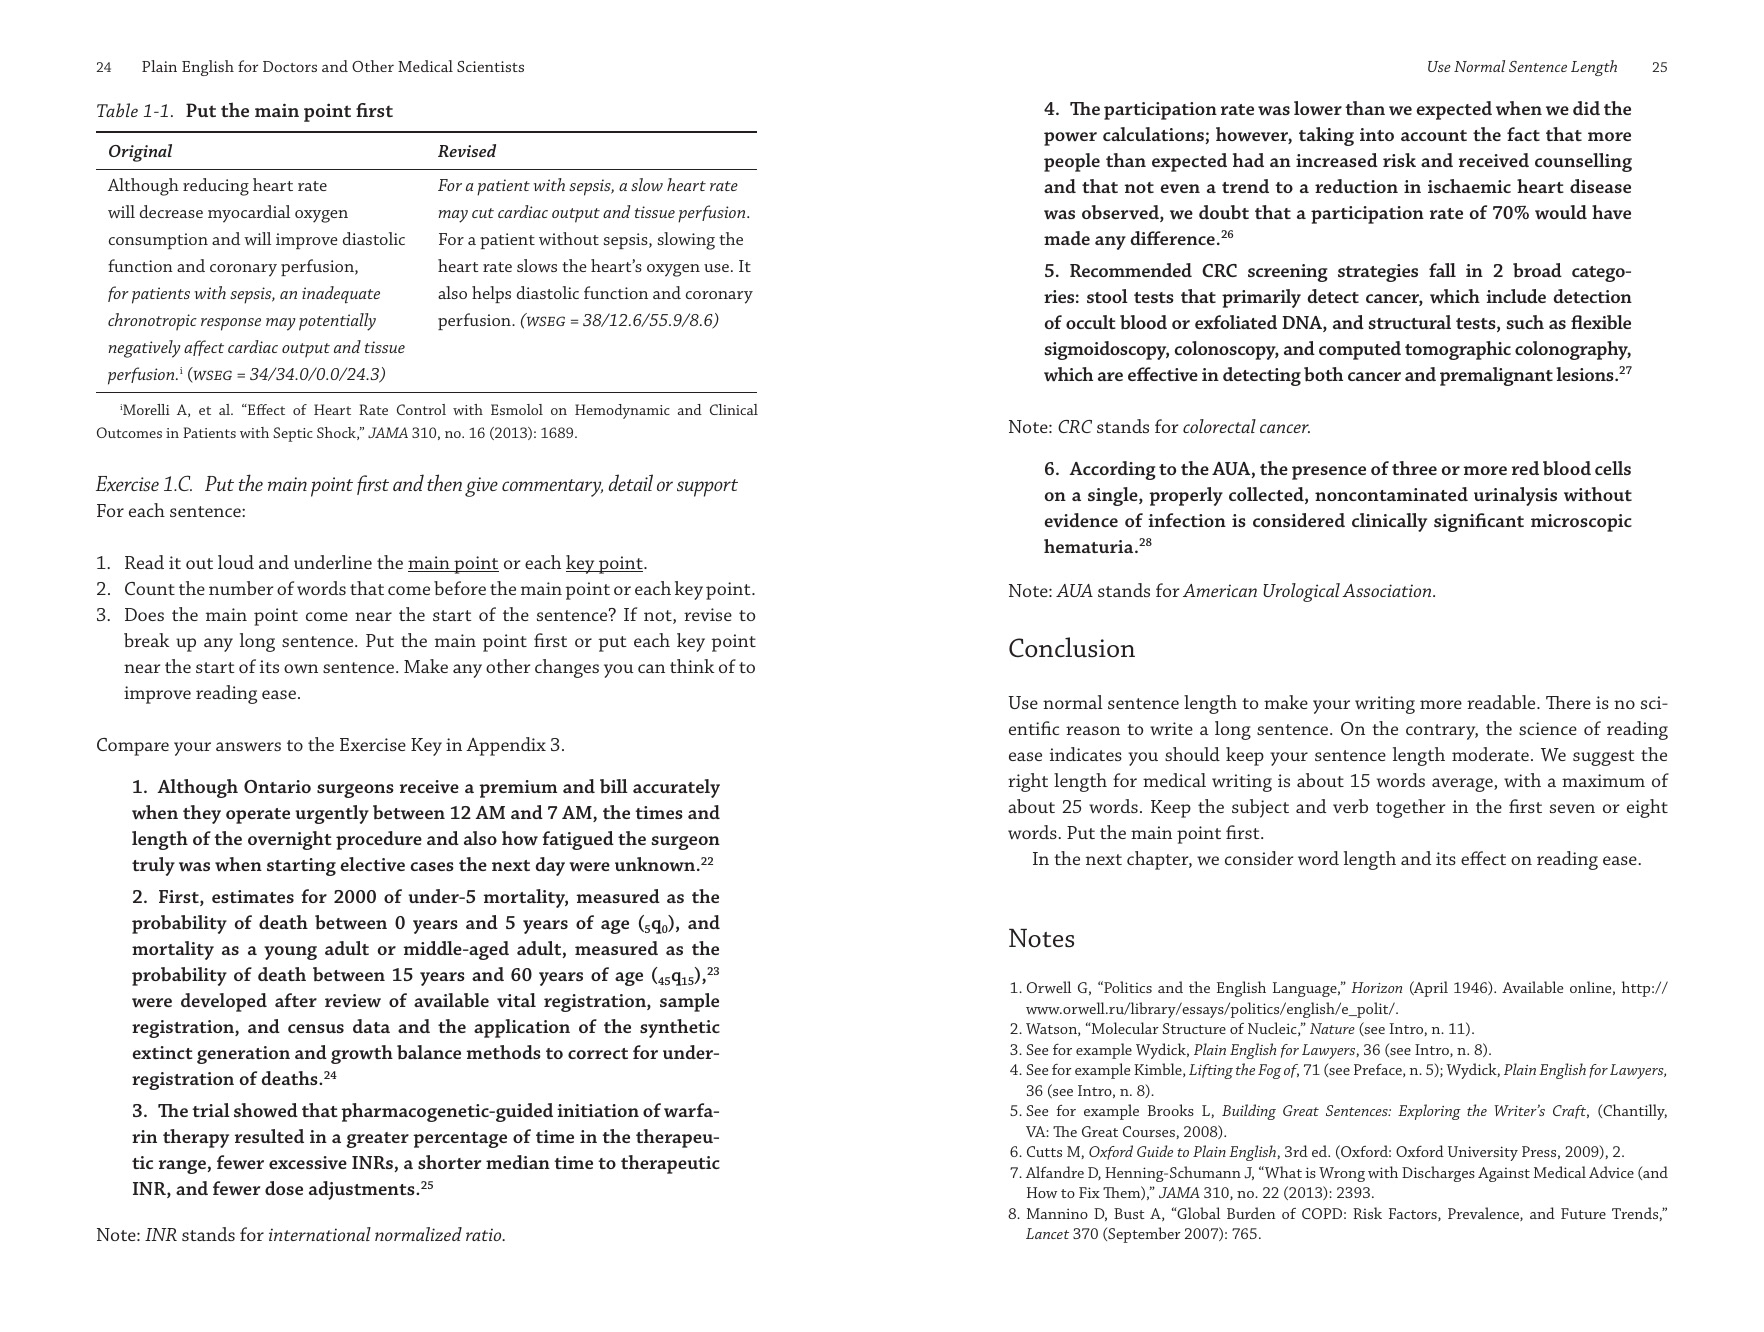 24 Plain English for Doctors and Other Medical Scientists
Table 1-1. Put the main point first
Original Revised
Although reducing heart rate
will decrease myocardial oxygen
consumption and will improve diastolic
function and coronary perfusion,
for patients with sepsis, an inadequate
chronotropic response may potentially
negatively affect cardiac output and tissue
perfusion.i (WSEG = 34/34.0/0.0/24.3)
For a patient with sepsis, a slow heart rate
may cut cardiac output and tissue perfusion.
For a patient without sepsis, slowing the
heart rate slows the heart’s oxygen use. It
also helps diastolic function and coronary
perfusion. (WSEG = 38/12.6/55.9/8.6)
iMorelli A, et al. “Effect of Heart Rate Control with Esmolol on Hemodynamic and Clinical
Outcomes in Patients with Septic Shock,” JAMA 310, no. 16 (2013): 1689.
Exercise 1.C. Put the main point first and then give commentary, detail or support
For each sentence:
1. Read it out loud and underline the main point or each key point.
2. Count the number of words that come before the main point or each key point.
3. Does the main point come near the start of the sentence? If not, revise to
break up any long sentence. Put the main point first or put each key point
near the start of its own sentence. Make any other changes you can think of to
improve reading ease.
Compare your answers to the Exercise Key in Appendix 3.
1. Although Ontario surgeons receive a premium and bill accurately
when they operate urgently between 12 AM and 7 AM, the times and
length of the overnight procedure and also how fatigued the surgeon
truly was when starting elective cases the next day were unknown.22
2. First, estimates for 2000 of under-5 mortality, measured as the
probability of death between 0 years and 5 years of age (5q0), and
mortality as a young adult or middle-aged adult, measured as the
probability of death between 15 years and 60 years of age (45q15),23
were developed after review of available vital registration, sample
registration, and census data and the application of the synthetic
extinct generation and growth balance methods to correct for under-
registration of deaths.24
3. The trial showed that pharmacogenetic-guided initiation of warfa-
rin therapy resulted in a greater percentage of time in the therapeu-
tic range, fewer excessive INRs, a shorter median time to therapeutic
INR, and fewer dose adjustments.25
Note: INR stands for international normalized ratio.
Use Normal Sentence Length 25
4. The participation rate was lower than we expected when we did the
power calculations; however, taking into account the fact that more
people than expected had an increased risk and received counselling
and that not even a trend to a reduction in ischaemic heart disease
was observed, we doubt that a participation rate of 70% would have
made any difference.26
5. Recommended CRC screening strategies fall in 2 broad catego-
ries: stool tests that primarily detect cancer, which include detection
of occult blood or exfoliated DNA, and structural tests, such as flexible
sigmoidoscopy, colonoscopy, and computed tomographic colonography,
which are effective in detecting both cancer and premalignant lesions.27
Note: CRC stands for colorectal cancer.
6. According to the AUA, the presence of three or more red blood cells
on a single, properly collected, noncontaminated urinalysis without
evidence of infection is considered clinically significant microscopic
hematuria.28
Note: AUA stands for American Urological Association.
Conclusion
Use normal sentence length to make your writing more readable. There is no sci-
entific reason to write a long sentence. On the contrary, the science of reading
ease indicates you should keep your sentence length moderate. We suggest the
right length for medical writing is about 15 words average, with a maximum of
about 25 words. Keep the subject and verb together in the first seven or eight
words. Put the main point first.
In the next chapter, we consider word length and its effect on reading ease.
Notes
1. Orwell G, “Politics and the English Language,” Horizon (April 1946). Available online, http://
www.orwell.ru/library/essays/politics/english/e_polit/.
2. Watson, “Molecular Structure of Nucleic,” Nature (see Intro, n. 11).
3. See for example Wydick, Plain English for Lawyers, 36 (see Intro, n. 8).
4. See for example Kimble, Lifting the Fog of, 71 (see Preface, n. 5); Wydick, Plain English for Lawyers,
36 (see Intro, n. 8).
5. See for example Brooks L, Building Great Sentences: Exploring the Writer’s Craft, (Chantilly,
VA: The Great Courses, 2008).
6. Cutts M, Oxford Guide to Plain English, 3rd ed. (Oxford: Oxford University Press, 2009), 2.
7. Alfandre D, Henning-Schumann J, “What is Wrong with Discharges Against Medical Advice (and
How to Fix Them),” JAMA 310, no. 22 (2013): 2393.
8. Mannino D, Bust A, “Global Burden of COPD: Risk Factors, Prevalence, and Future Trends,”
Lancet 370 (September 2007): 765.